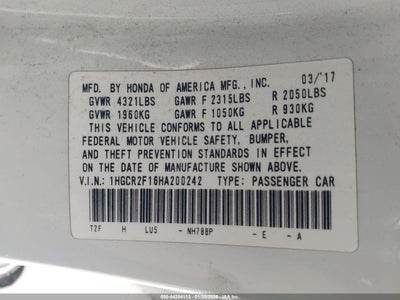 MFD. BY HONDA OF AMERICA MFG., INC. 03/'17
GVWR 4321LBS GAWR F 2315LBS R 2050LBS
GVWR 1960KG GAWR F 1050KG R 930KG
THIS VEHICLE CONFORMS TO ALL APPLICABLE
FEDERAL MOTOR VEHICLE SAFETY, BUMPER,
AND THEFT PREVENTION STANDARDS IN EFFECT
ON THE DATE OF MANUFACTURE SHOWN ABOVE.
V.I.N.: 1HGCR2F16HA200242 TYPE: PASSENGER CAR
T2F H LUS - NH788P - E - A